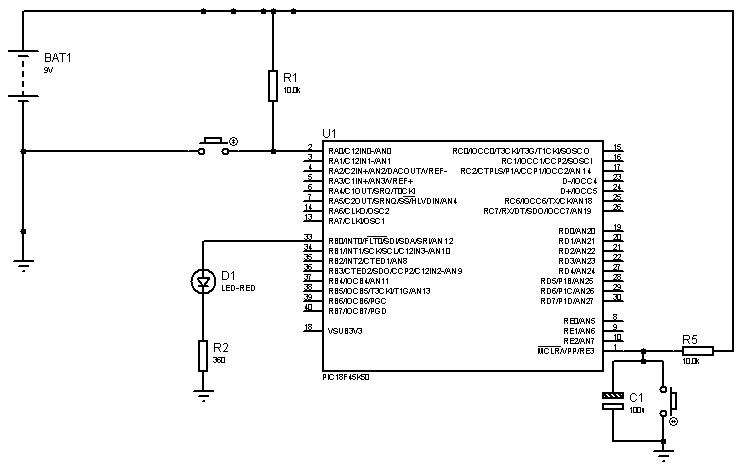 BAT1
9V
R1
10.0k
U1
2 RA0/C12IN0-/AN0 RC0/IOCC0/T3CKI/T3G/T1CKI/SOSCO 15
3 RA1/C12IN1-/AN1 RC1/IOCC1/CCP2/SOSCI 16
4 RA2/C2IN+/AN2/DACOUT/VREF- RC2/CTPLS/P1A/CCP1/IOCC2/AN14 17
5 RA3/C1IN+/AN3/VREF+ D-/IOCC4 23
6 RA4/C1OUT/SRQ/T0CKI D+/IOCC5 24
7 RA5/C2OUT/SRNQ/SS/HLVDIN/AN4 RC6/IOCC6/TX/CK/AN18 25
14 RA6/CLKO/OSC2 RC7/RX/DT/SDO/IOCC7/AN19 26
13 RA7/CLKI/OSC1
RD0/AN20 19
33 RB0/INT0/FLT0/SDI/SDA/SRI/AN12 RD1/AN21 20
34 RB1/INT1/SCK/SCL/C12IN3-/AN10 RD2/AN22 21
35 RB2/INT2/CTED1/AN8 RD3/AN23 22
36 RB3/CTED2/SDO/CCP2/C12IN2-/AN9 RD4/AN24 27
37 RB4/IOCB4/AN11 RD5/P1B/AN25 28
38 RB5/IOCB5/T3CKI/T1G/AN13 RD6/P1C/AN26 29
39 RB6/IOCB6/PGC RD7/P1D/AN27 30
40 RB7/IOCB7/PGD
RE0/AN5 8
18 VSUB3V3 RE1/AN6 9
RE2/AN7 10
MCLR/VPP/RE3 1
PIC18F45K50
D1
LED-RED
R2
360
R5
10.0k
C1
100n